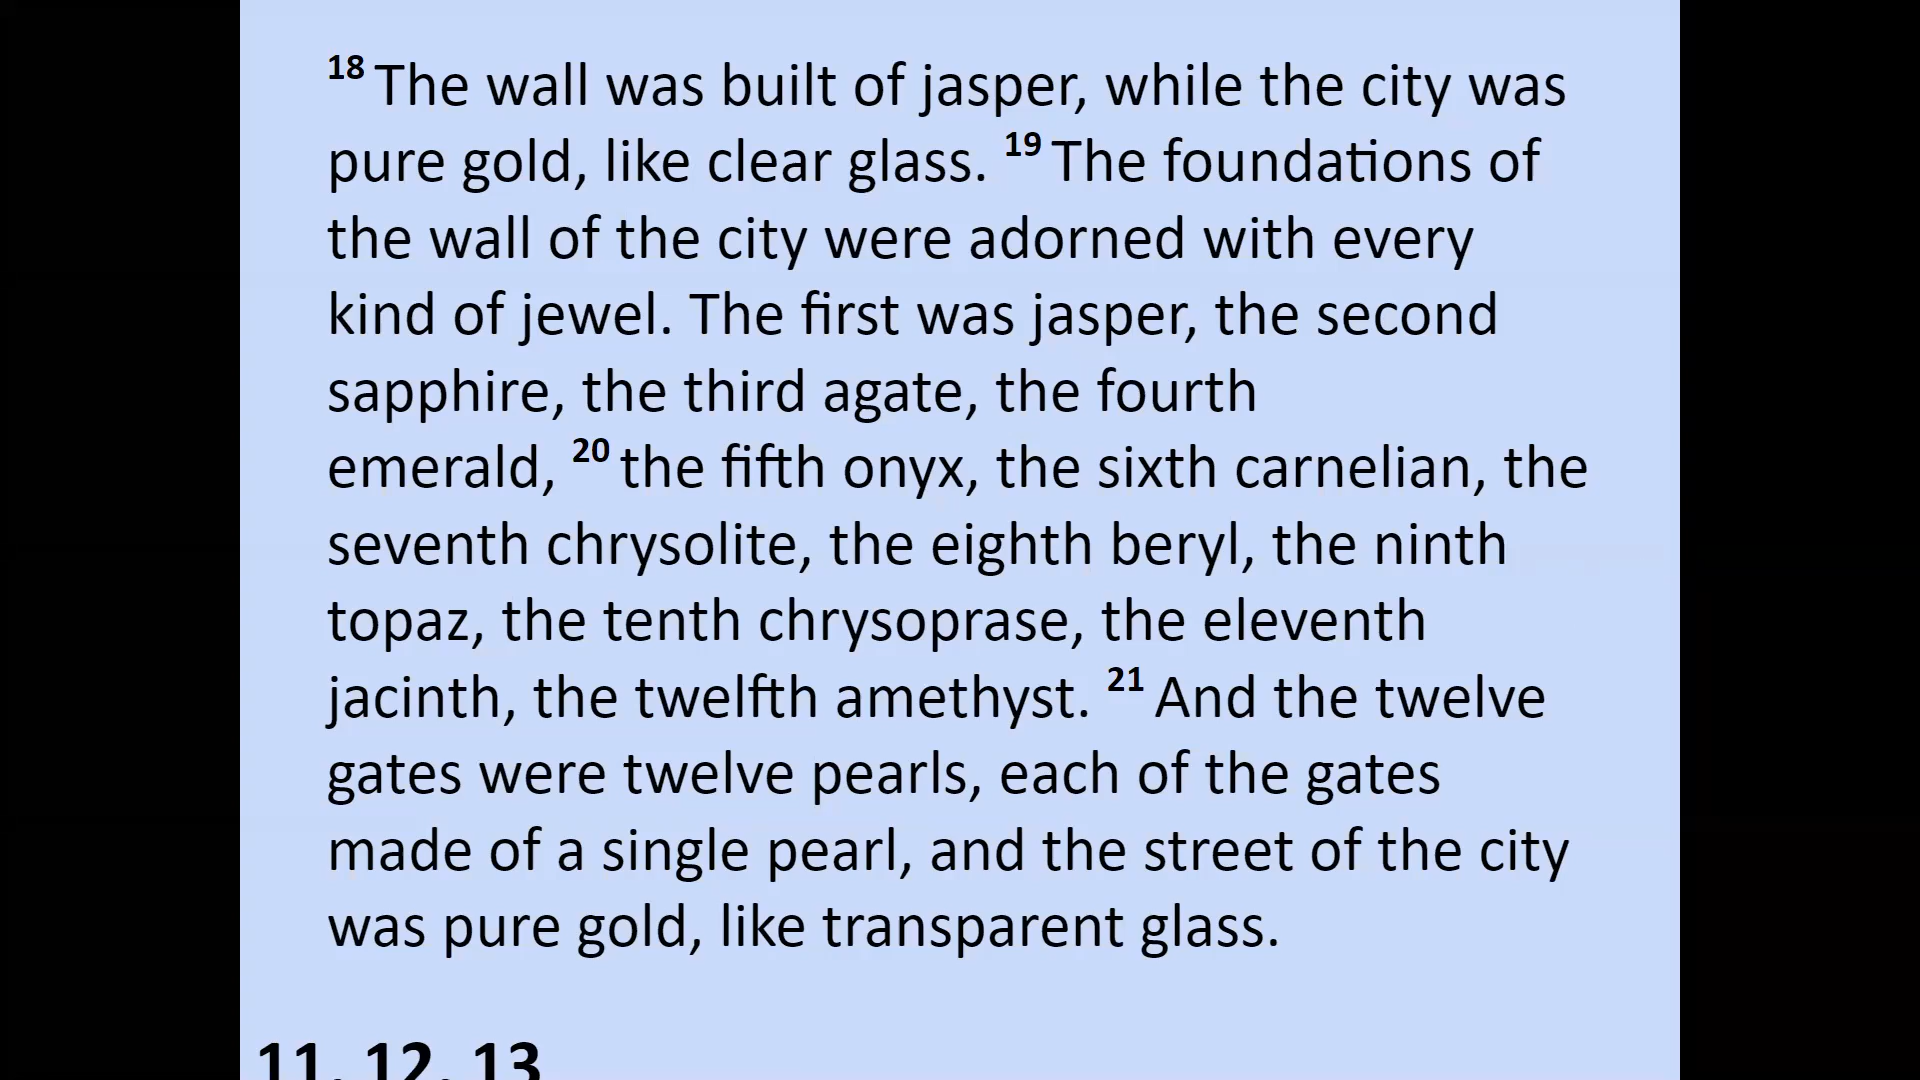 18 The wall was built of jasper, while the city was
pure gold, like clear glass. 19 The foundations of
the wall of the city were adorned with every
kind of jewel. The first was jasper, the second
sapphire, the third agate, the fourth
emerald, 20 the fifth onyx, the sixth carnelian, the
seventh chrysolite, the eighth beryl, the ninth
topaz, the tenth chrysoprase, the eleventh
jacinth, the twelfth amethyst. 21 And the twelve
gates were twelve pearls, each of the gates
made of a single pearl, and the street of the city
was pure gold, like transparent glass.
11, 12, 13